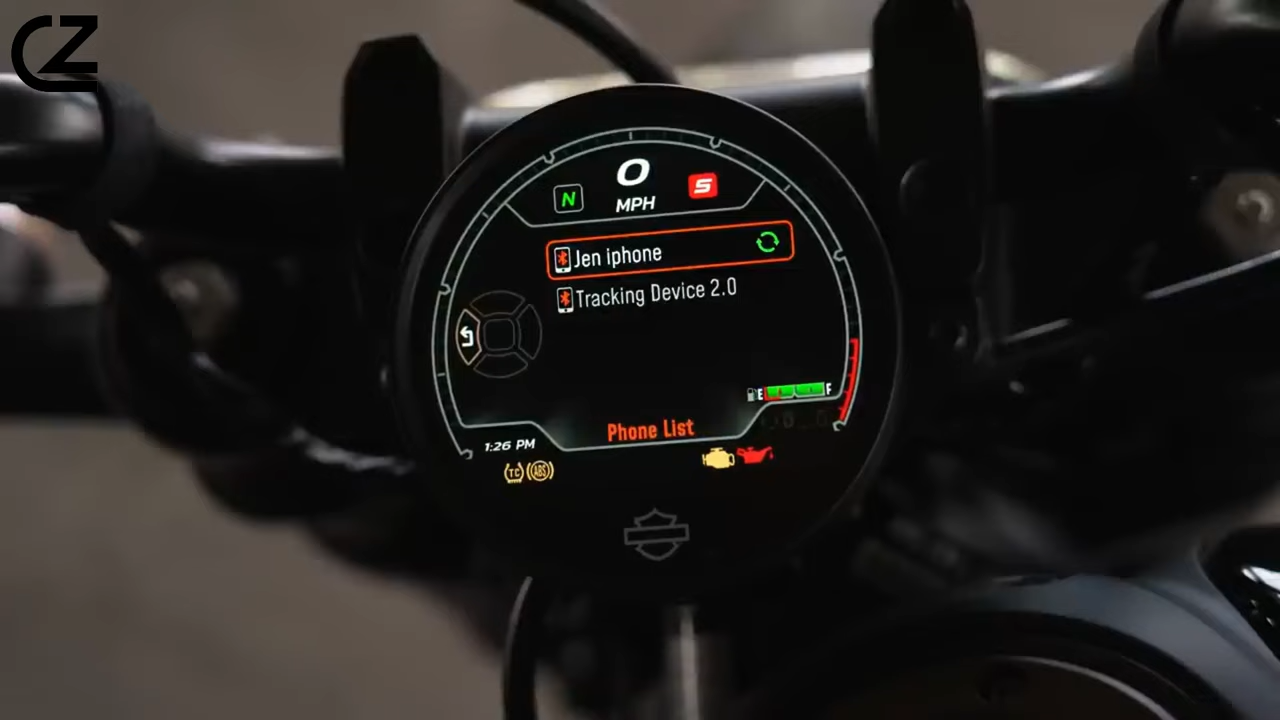 CZ
0
MPH
N
S
Jen iphone
Tracking Device 2.0
E F
Phone List
1:26 PM
TC ABS